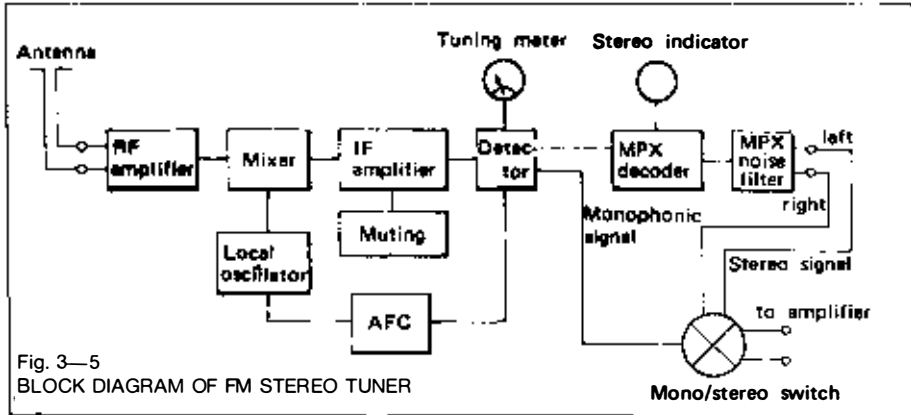 Tuning meter
Stereo indicator
Antenna
RF
amplifier
Mixer
IF
amplifier
Detec
tor
MPX
decoder
MPX
noise
filter
left
right
Monophonic
signal
Muting
Local
oscillator
Stereo signal
AFC
to amplifier
Fig. 3—5
BLOCK DIAGRAM OF FM STEREO TUNER
Mono/stereo switch